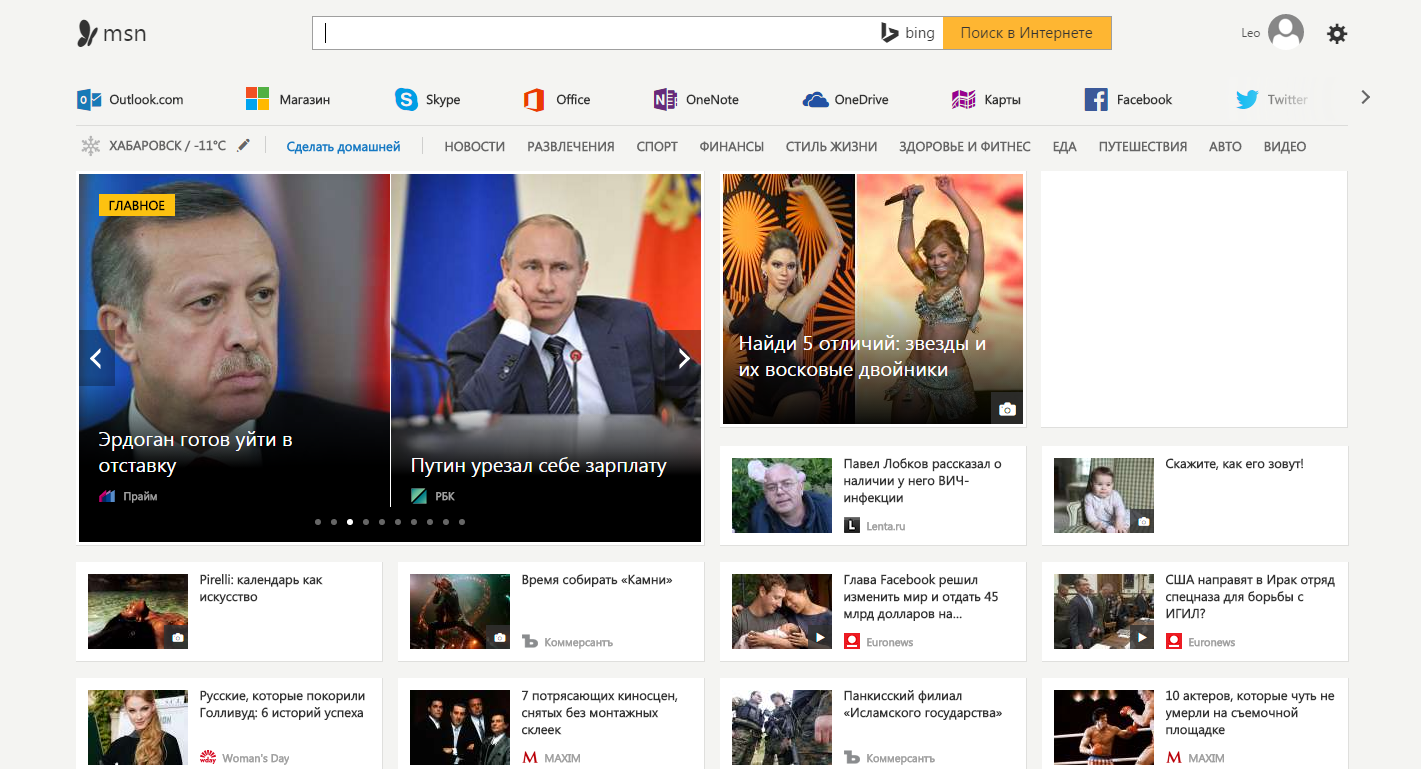 msn
bing
Поиск в Интернете
Leo
Outlook.com
Магазин
Skype
Office
OneNote
OneDrive
Карты
Facebook
Twitter
ХАБАРОВСК / -11°C
Сделать домашней
НОВОСТИ
РАЗВЛЕЧЕНИЯ
СПОРТ
ФИНАНСЫ
СТИЛЬ ЖИЗНИ
ЗДОРОВЬЕ И ФИТНЕС
ЕДА
ПУТЕШЕСТВИЯ
АВТО
ВИДЕО
ГЛАВНОЕ
Эрдоган готов уйти в
отставку
Прайм
Путин урезал себе зарплату
РБК
Найди 5 отличий: звезды и
их восковые двойники
Павел Лобков рассказал о
наличии у него ВИЧ-
инфекции
Lenta.ru
Скажите, как его зовут!
Pirelli: календарь как
искусство
Время собирать «Камни»
Коммерсантъ
Глава Facebook решил
изменить мир и отдать 45
млрд долларов на...
Euronews
США направят в Ирак отряд
спецназа для борьбы с
ИГИЛ?
Euronews
Русские, которые покорили
Голливуд: 6 историй успеха
wday
Woman's Day
7 потрясающих киносцен,
снятых без монтажных
склеек
MAXIM
Панкисский филиал
«Исламского государства»
Коммерсантъ
10 актеров, которые чуть не
умерли на съемочной
площадке
MAXIM